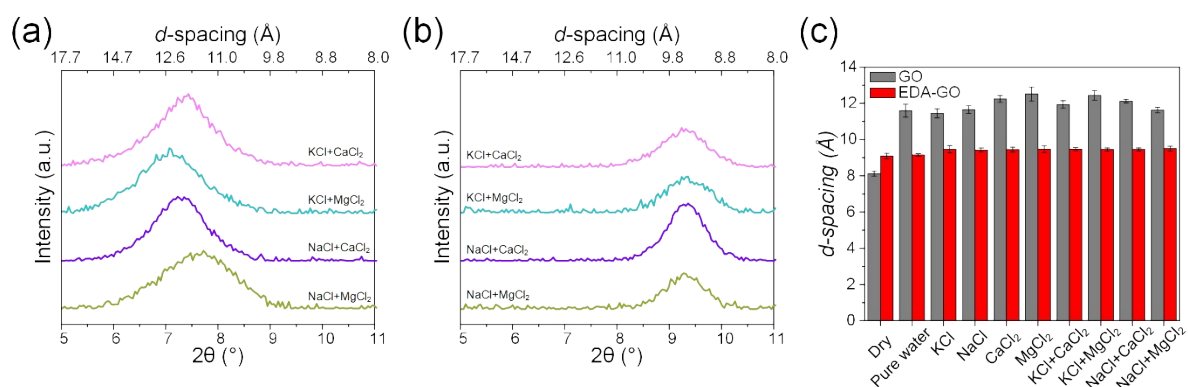 (a)
d-spacing (Å)
17.7 14.7 12.6 11.0 9.8 8.8 8.0
Intensity (a.u.)
KCl+CaCl₂
KCl+MgCl₂
NaCl+CaCl₂
NaCl+MgCl₂
5 6 7 8 9 10 11
2θ (°)
(b)
d-spacing (Å)
17.7 14.7 12.6 11.0 9.8 8.8 8.0
Intensity (a.u.)
KCl+CaCl₂
KCl+MgCl₂
NaCl+CaCl₂
NaCl+MgCl₂
5 6 7 8 9 10 11
2θ (°)
(c)
GO
EDA-GO
d-spacing (Å)
14
12
10
8
6
4
2
0
Dry
Pure water
KCl
NaCl
CaCl₂
MgCl₂
KCl+CaCl₂
KCl+MgCl₂
NaCl+CaCl₂
NaCl+MgCl₂